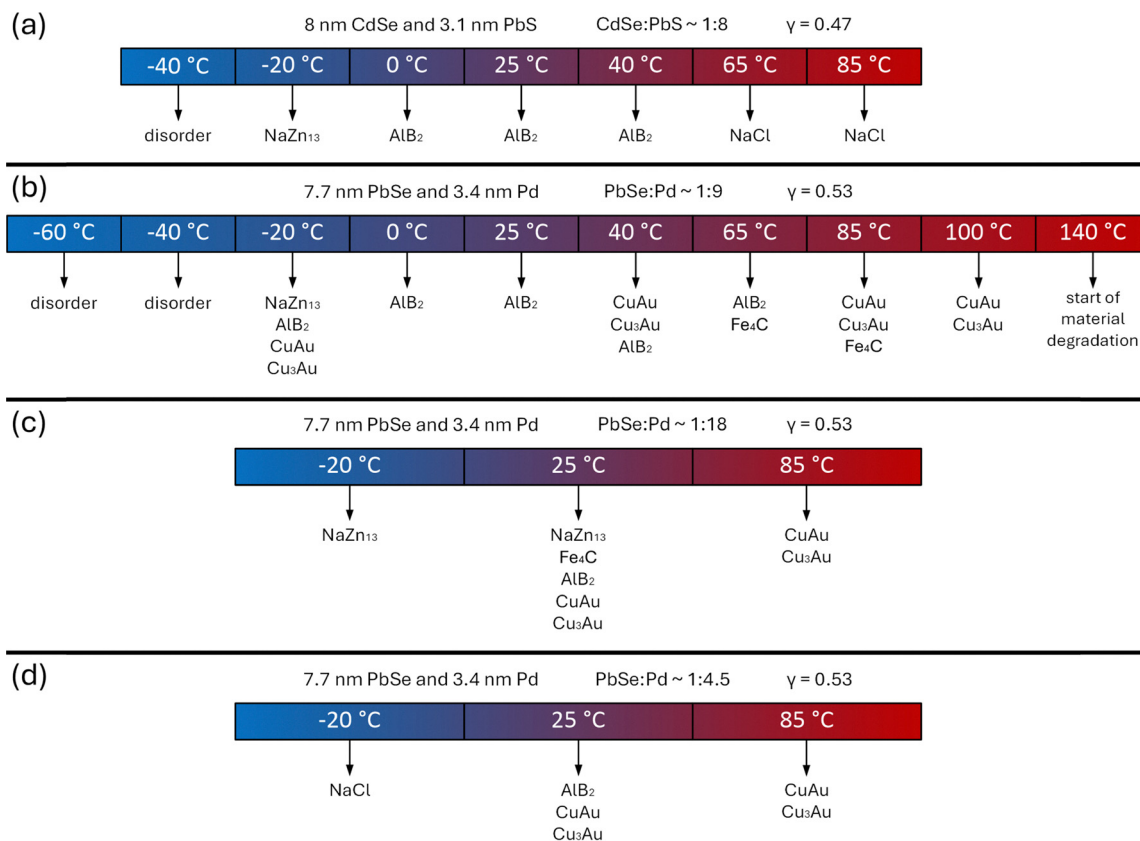 (a)
8 nm CdSe and 3.1 nm PbS CdSe:PbS ~ 1:8 γ = 0.47
-40 °C -20 °C 0 °C 25 °C 40 °C 65 °C 85 °C
disorder NaZn₁₃ AlB₂ AlB₂ AlB₂ NaCl NaCl
(b)
7.7 nm PbSe and 3.4 nm Pd PbSe:Pd ~ 1:9 γ = 0.53
-60 °C -40 °C -20 °C 0 °C 25 °C 40 °C 65 °C 85 °C 100 °C 140 °C
disorder disorder NaZn₁₃ AlB₂ AlB₂ CuAu AlB₂ CuAu CuAu start of
AlB₂ Cu₃Au Fe₄C Cu₃Au Cu₃Au material
CuAu AlB₂ Fe₄C degradation
Cu₃Au
(c)
7.7 nm PbSe and 3.4 nm Pd PbSe:Pd ~ 1:18 γ = 0.53
-20 °C 25 °C 85 °C
NaZn₁₃ NaZn₁₃ CuAu
Fe₄C Cu₃Au
AlB₂
CuAu
Cu₃Au
(d)
7.7 nm PbSe and 3.4 nm Pd PbSe:Pd ~ 1:4.5 γ = 0.53
-20 °C 25 °C 85 °C
NaCl AlB₂ CuAu
CuAu Cu₃Au
Cu₃Au